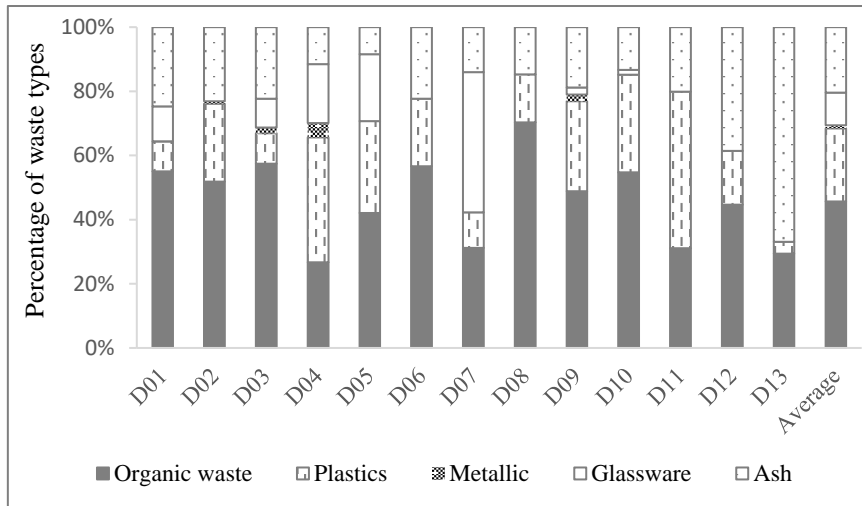 Percentage of waste types
100%
80%
60%
40%
20%
0%
D01 D02 D03 D04 D05 D06 D07 D08 D09 D10 D11 D12 D13 Average
Organic waste Plastics Metallic Glassware Ash